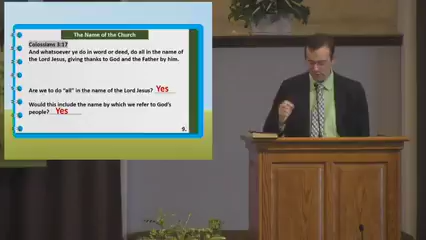 The Name of the Church
Colossians 3:17
And whatsoever ye do in word or deed, do all in the name of
the Lord Jesus, giving thanks to God and the Father by him.
Are we to do "all" in the name of the Lord Jesus? Yes
Would this include the name by which we refer to God's
people? Yes
9.